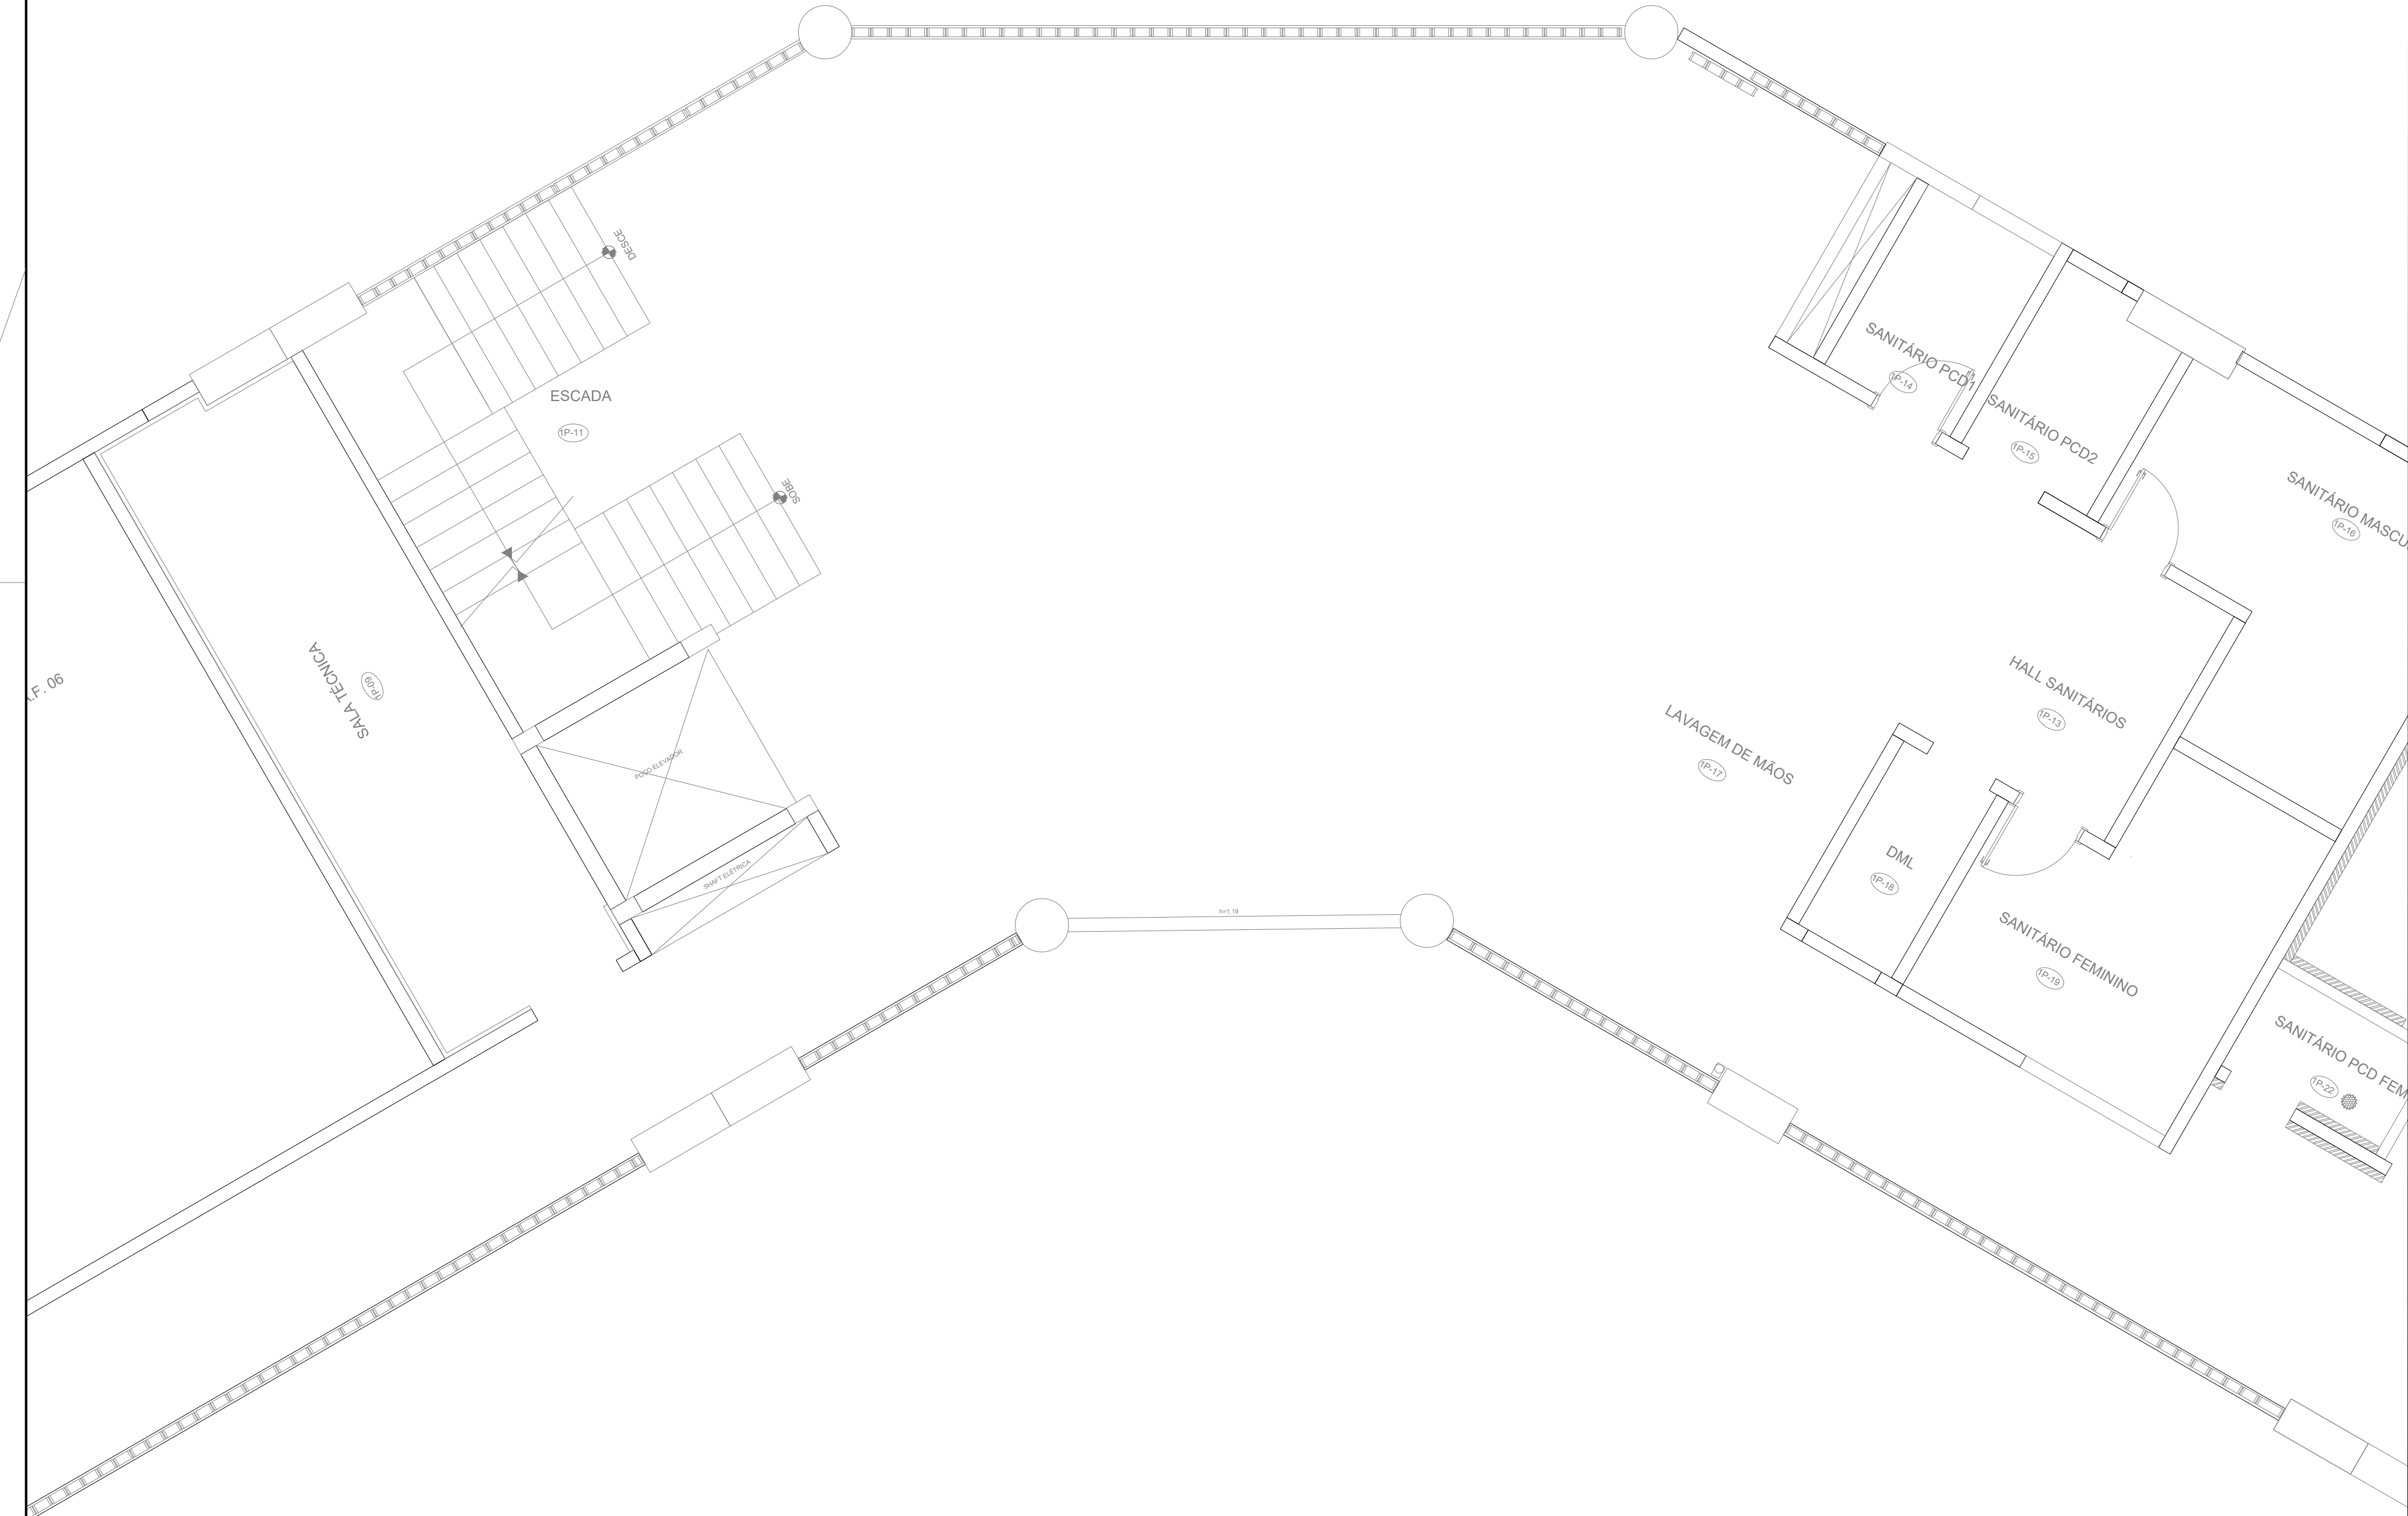 DESCE
ESCADA
1P-11
SOBE
SANITÁRIO PCD1
1P-14
SANITÁRIO PCD2
1P-15
SANITÁRIO MASCU
1P-16
.F. 06
SALA TÉCNICA
1P-09
HALL SANITÁRIOS
1P-13
LAVAGEM DE MÃOS
1P-17
POÇO ELEVADOR
SHAFT ELÉTRICA
DML
1P-18
h=1.19
SANITÁRIO FEMININO
1P-19
SANITÁRIO PCD FEM
1P-22